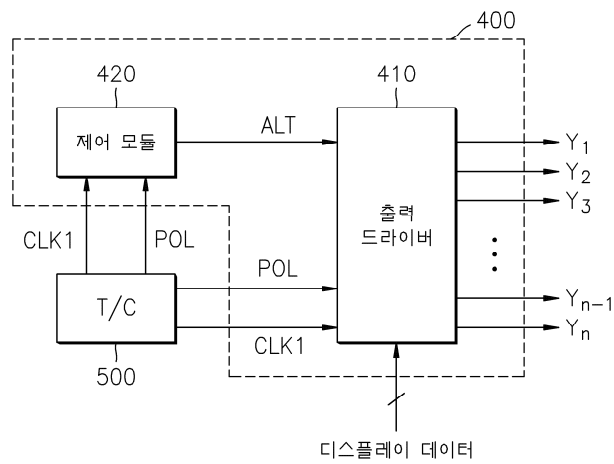 400
420
410
제어 모듈
ALT
출력
드라이버
Y1
Y2
Y3
Yn-1
Yn
CLK1
POL
T/C
POL
CLK1
500
디스플레이 데이터